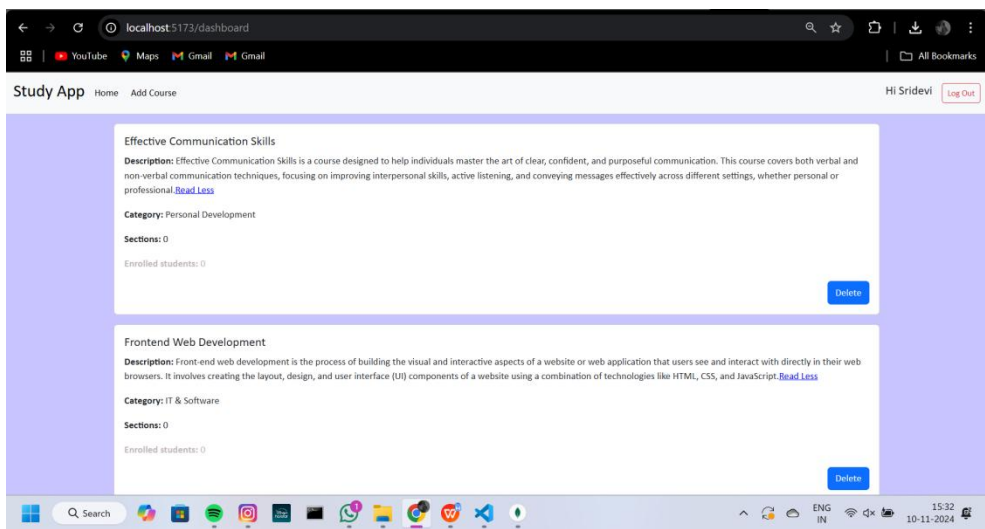 localhost:5173/dashboard
YouTube Maps Gmail Gmail All Bookmarks
Study App Home Add Course Hi Sridevi Log Out
Effective Communication Skills
Description: Effective Communication Skills is a course designed to help individuals master the art of clear, confident, and purposeful communication. This course covers both verbal and
non-verbal communication techniques, focusing on improving interpersonal skills, active listening, and conveying messages effectively across different settings, whether personal or
professional.Read Less
Category: Personal Development
Sections: 0
Enrolled students: 0
Delete
Frontend Web Development
Description: Front-end web development is the process of building the visual and interactive aspects of a website or web application that users see and interact with directly in their web
browsers. It involves creating the layout, design, and user interface (UI) components of a website using a combination of technologies like HTML, CSS, and JavaScript.Read Less
Category: IT & Software
Sections: 0
Enrolled students: 0
Delete
Search ENG 15:32
IN 10-11-2024